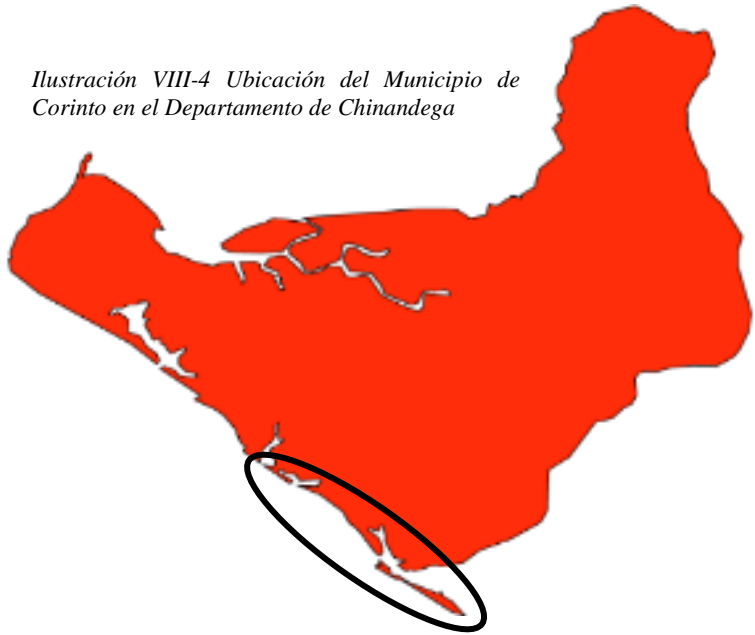 Ilustración VIII-4 Ubicación del Municipio de
Corinto en el Departamento de Chinandega